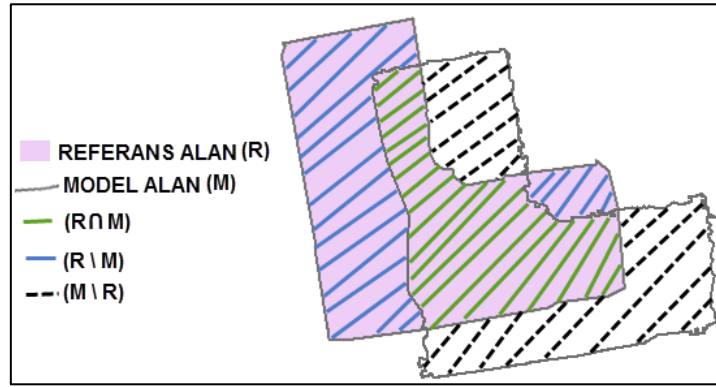 REFERANS ALAN (R)
MODEL ALAN (M)
(R∩M)
(R \ M)
(M \ R)